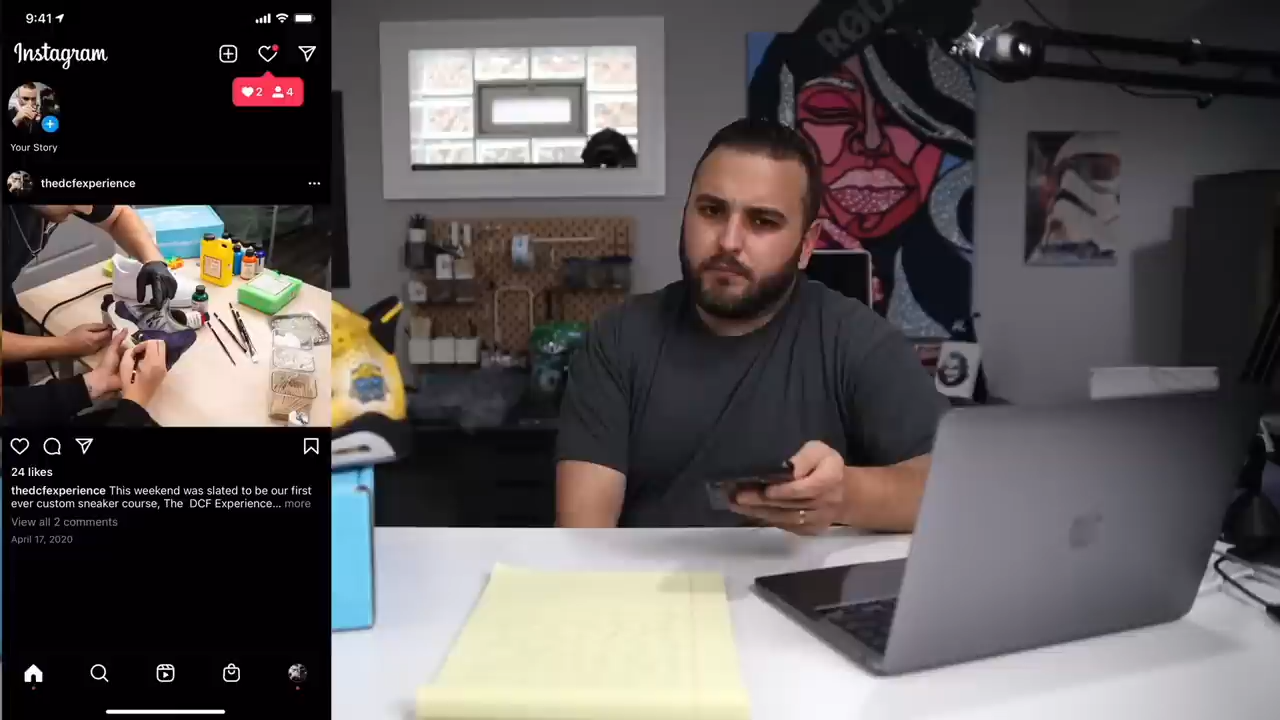 9:41
Instagram
2 4
Your Story
thedcfexperience
24 likes
thedcfexperience This weekend was slated to be our first
ever custom sneaker course, The DCF Experience... more
View all 2 comments
April 17, 2020